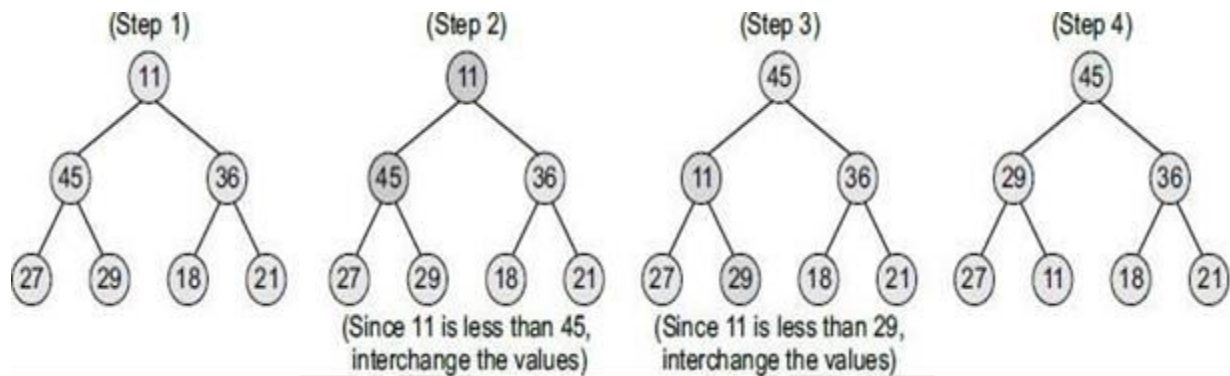 (Step 1) (Step 2) (Step 3) (Step 4)
11 11 45 45
45 36 45 36 11 36 29 36
27 29 18 21 27 29 18 21 27 29 18 21 27 11 18 21
(Since 11 is less than 45,
interchange the values)
(Since 11 is less than 29,
interchange the values)